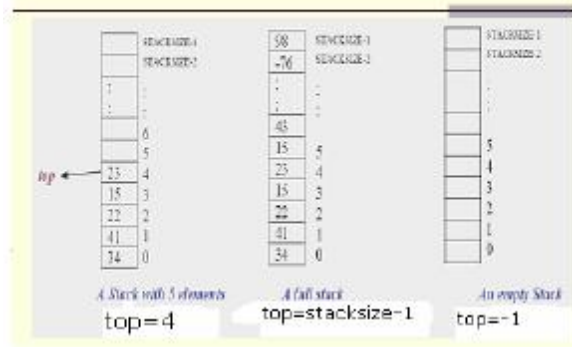 STACKSIZE-1
STACKSIZE-2
:
:
6
5
top
23 4
15 3
22 2
41 1
34 0
A Stack with 5 elements
top=4
98 STACKSIZE-1
-76 STACKSIZE-2
:
:
43
15 5
23 4
15 3
22 2
41 1
34 0
A full stack
top=stacksize-1
STACKSIZE-1
STACKSIZE-2
:
:
5
4
3
2
1
0
An empty Stack
top=-1